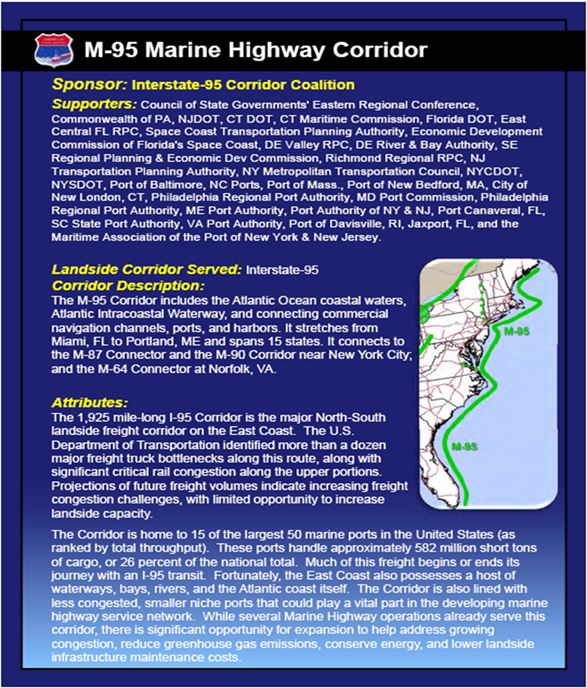 M-95 Marine Highway Corridor
Sponsor: Interstate-95 Corridor Coalition
Supporters: Council of State Governments' Eastern Regional Conference,
Commonwealth of PA, NJDOT, CT DOT, CT Maritime Commission, Florida DOT, East
Central FL RPC, Space Coast Transportation Planning Authority, Economic Development
Commission of Florida's Space Coast, DE Valley RPC, DE River & Bay Authority, SE
Regional Planning & Economic Dev Commission, Richmond Regional RPC, NJ
Transportation Planning Authority, NY Metropolitan Transportation Council, NYCDOT,
NYSDOT, Port of Baltimore, NC Ports, Port of Mass., Port of New Bedford, MA, City of
New London, CT, Philadelphia Regional Port Authority, MD Port Commission, Philadelphia
Regional Port Authority, ME Port Authority, Port Authority of NY & NJ, Port Canaveral, FL,
SC State Port Authority, VA Port Authority, Port of Davisville, RI, Jaxport, FL, and the
Maritime Association of the Port of New York & New Jersey.
Landside Corridor Served: Interstate-95
Corridor Description:
The M-95 Corridor includes the Atlantic Ocean coastal waters,
Atlantic Intracoastal Waterway, and connecting commercial
navigation channels, ports, and harbors. It stretches from
Miami, FL to Portland, ME and spans 15 states. It connects to
the M-87 Connector and the M-90 Corridor near New York City;
and the M-64 Connector at Norfolk, VA.
M-95
M-95
Attributes:
The 1,925 mile-long I-95 Corridor is the major North-South
landside freight corridor on the East Coast. The U.S.
Department of Transportation identified more than a dozen
major freight truck bottlenecks along this route, along with
significant critical rail congestion along the upper portions.
Projections of future freight volumes indicate increasing freight
congestion challenges, with limited opportunity to increase
landside capacity.
The Corridor is home to 15 of the largest 50 marine ports in the United States (as
ranked by total throughput). These ports handle approximately 582 million short tons
of cargo, or 26 percent of the national total. Much of this freight begins or ends its
journey with an I-95 transit. Fortunately, the East Coast also possesses a host of
waterways, bays, rivers, and the Atlantic coast itself. The Corridor is also lined with
less congested, smaller niche ports that could play a vital part in the developing marine
highway service network. While several Marine Highway operations already serve this
corridor, there is significant opportunity for expansion to help address growing
congestion, reduce greenhouse gas emissions, conserve energy, and lower landside
infrastructure maintenance costs.